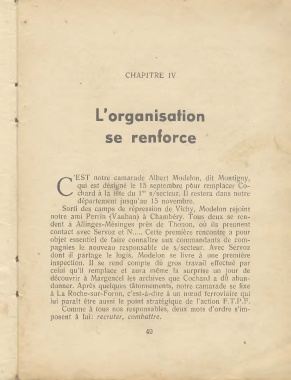 CHAPITRE IV
L'organisation
se renforce
C'EST notre camarade Albert Modelon, dit Montigny,
qui est désigné le 15 septembre pour remplacer Co-
chard à la tête du 1er s/secteur. Il restera dans notre
département jusqu'au 15 novembre.
Sorti des camps de répression de Vichy, Modelon rejoint
notre ami Perrin (Vauban) à Chambéry. Tous deux se ren-
dent à Allinges-Mésinges près de Thonon, où ils prennent
contact avec Servoz et N.... Cette première rencontre a pour
objet essentiel de faire connaître aux commandants de com-
pagnies le nouveau responsable de s/secteur. Avec Servoz
dont il partage le logis, Modelon se livre à une première
inspection. Il se rend compte du gros travail effectué par
celui qu'il remplace et aura même la surprise un jour de
découvrir à Margencel les archives que Cochard a dû aban-
donner. Après quelques tâtonnements, notre camarade se fixe
à La Roche-sur-Foron, c'est-à-dire à un nœud ferroviaire qui
lui paraît être aussi le point stratégique de l'action F.T.P.F.
Comme à tous nos responsables, deux mots d'ordre s'impo-
sent à lui: recruter, combattre.